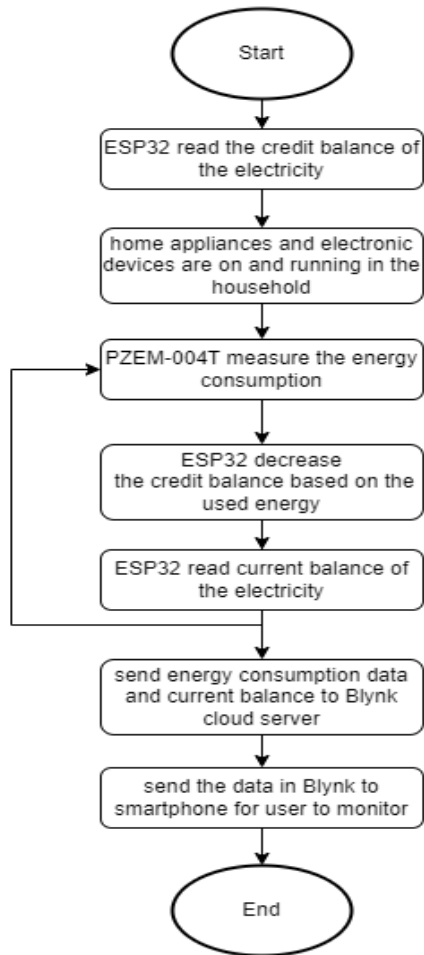 Start
ESP32 read the credit balance of
the electricity
home appliances and electronic
devices are on and running in the
household
PZEM-004T measure the energy
consumption
ESP32 decrease
the credit balance based on the
used energy
ESP32 read current balance of
the electricity
send energy consumption data
and current balance to Blynk
cloud server
send the data in Blynk to
smartphone for user to monitor
End